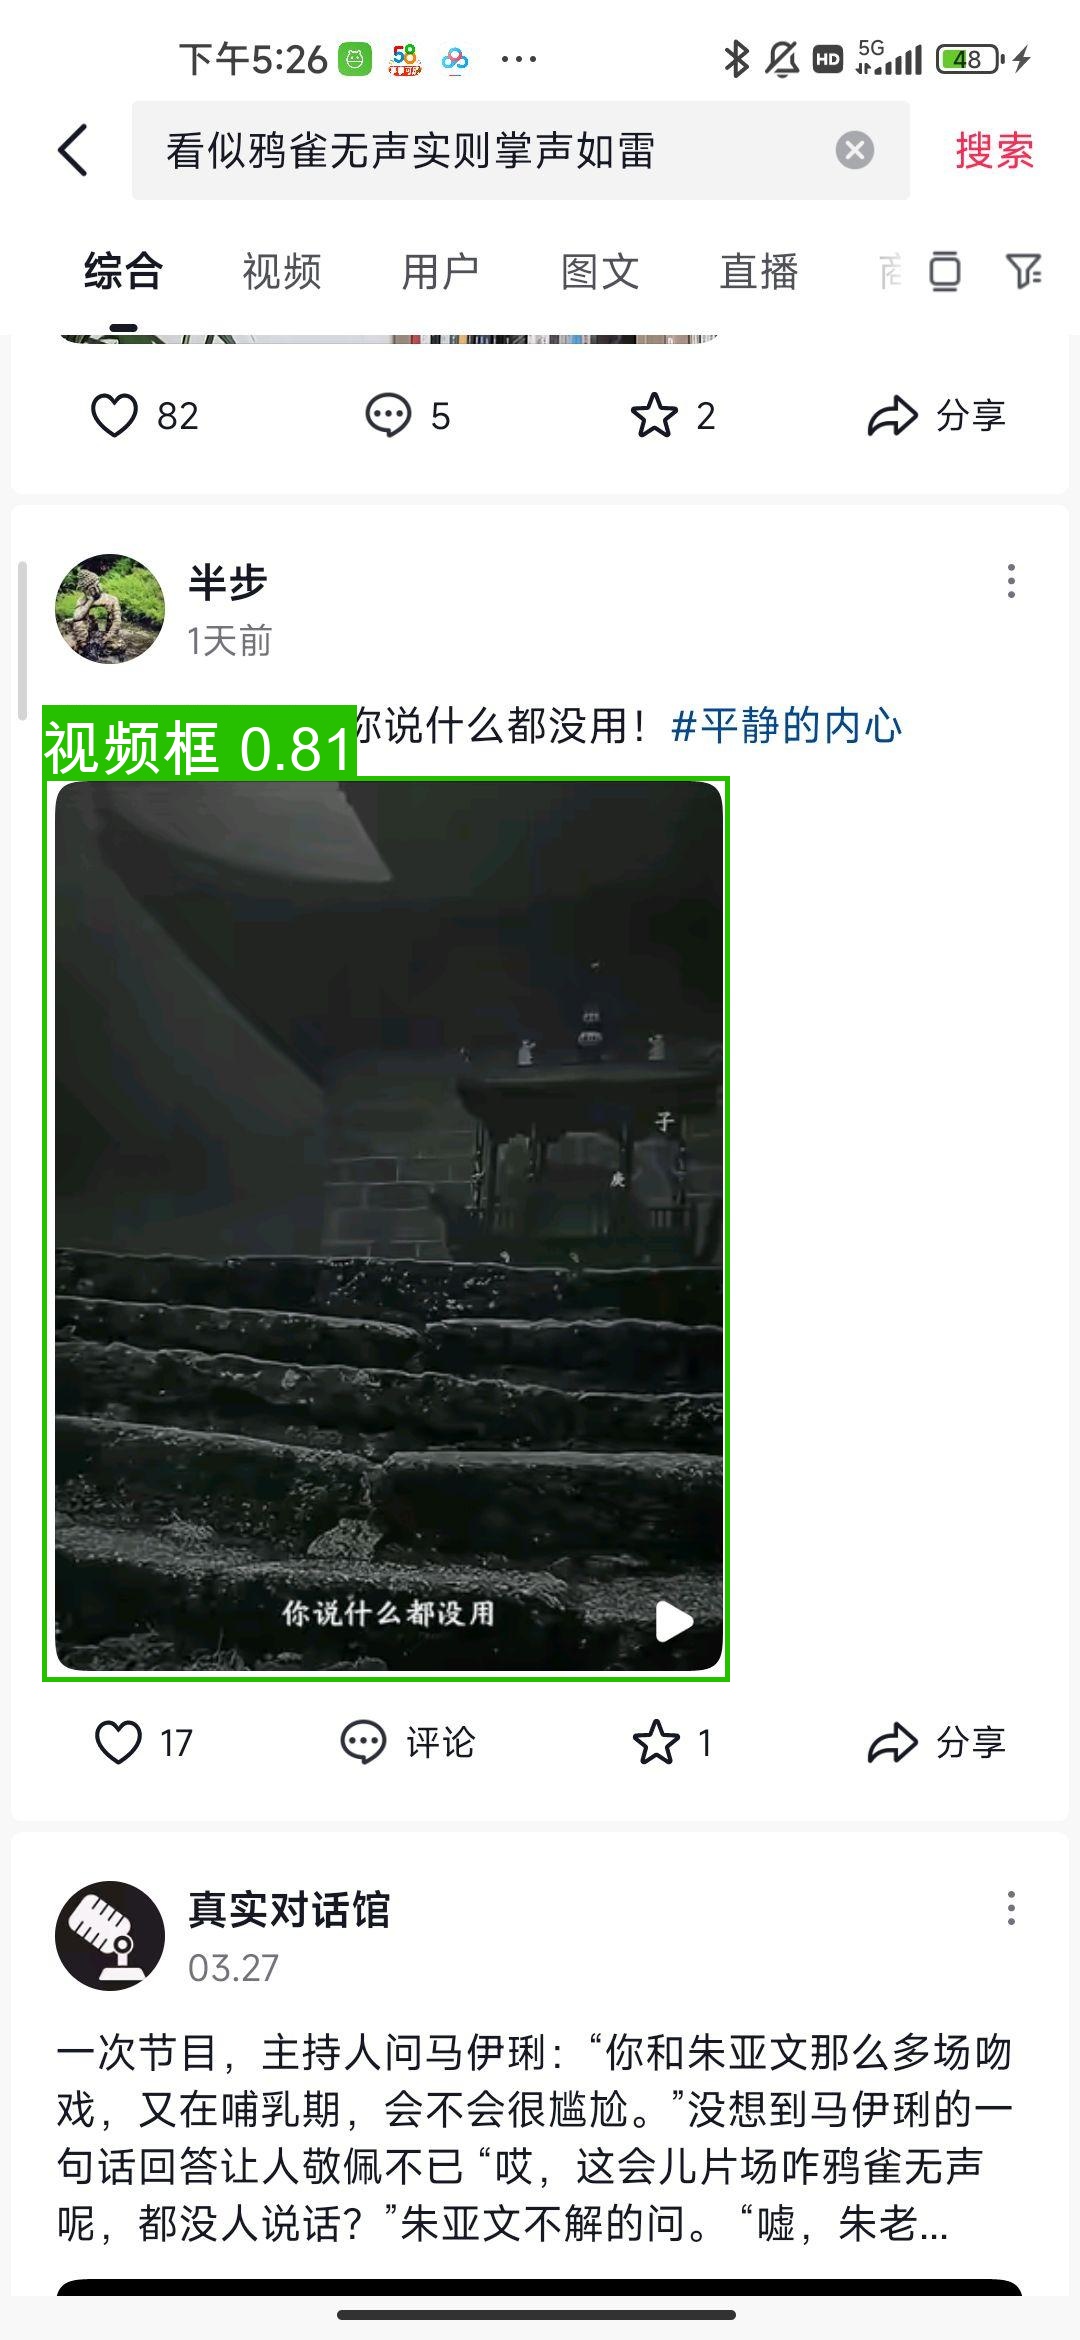 下午5:26
58
HD
5G
48
看似鸦雀无声实则掌声如雷
搜索
综合
视频
用户
图文
直播
82
5
2
分享
半步
1天前
你说什么都没用！#平静的内心
视频框 0.81
子
庚
你说什么都没用
17
评论
1
分享
真实对话馆
03.27
一次节目，主持人问马伊琍：“你和朱亚文那么多场吻
戏，又在哺乳期，会不会很尴尬。”没想到马伊琍的一
句话回答让人敬佩不已 “哎，这会儿片场咋鸦雀无声
呢，都没人说话？”朱亚文不解的问。 “嘘，朱老...